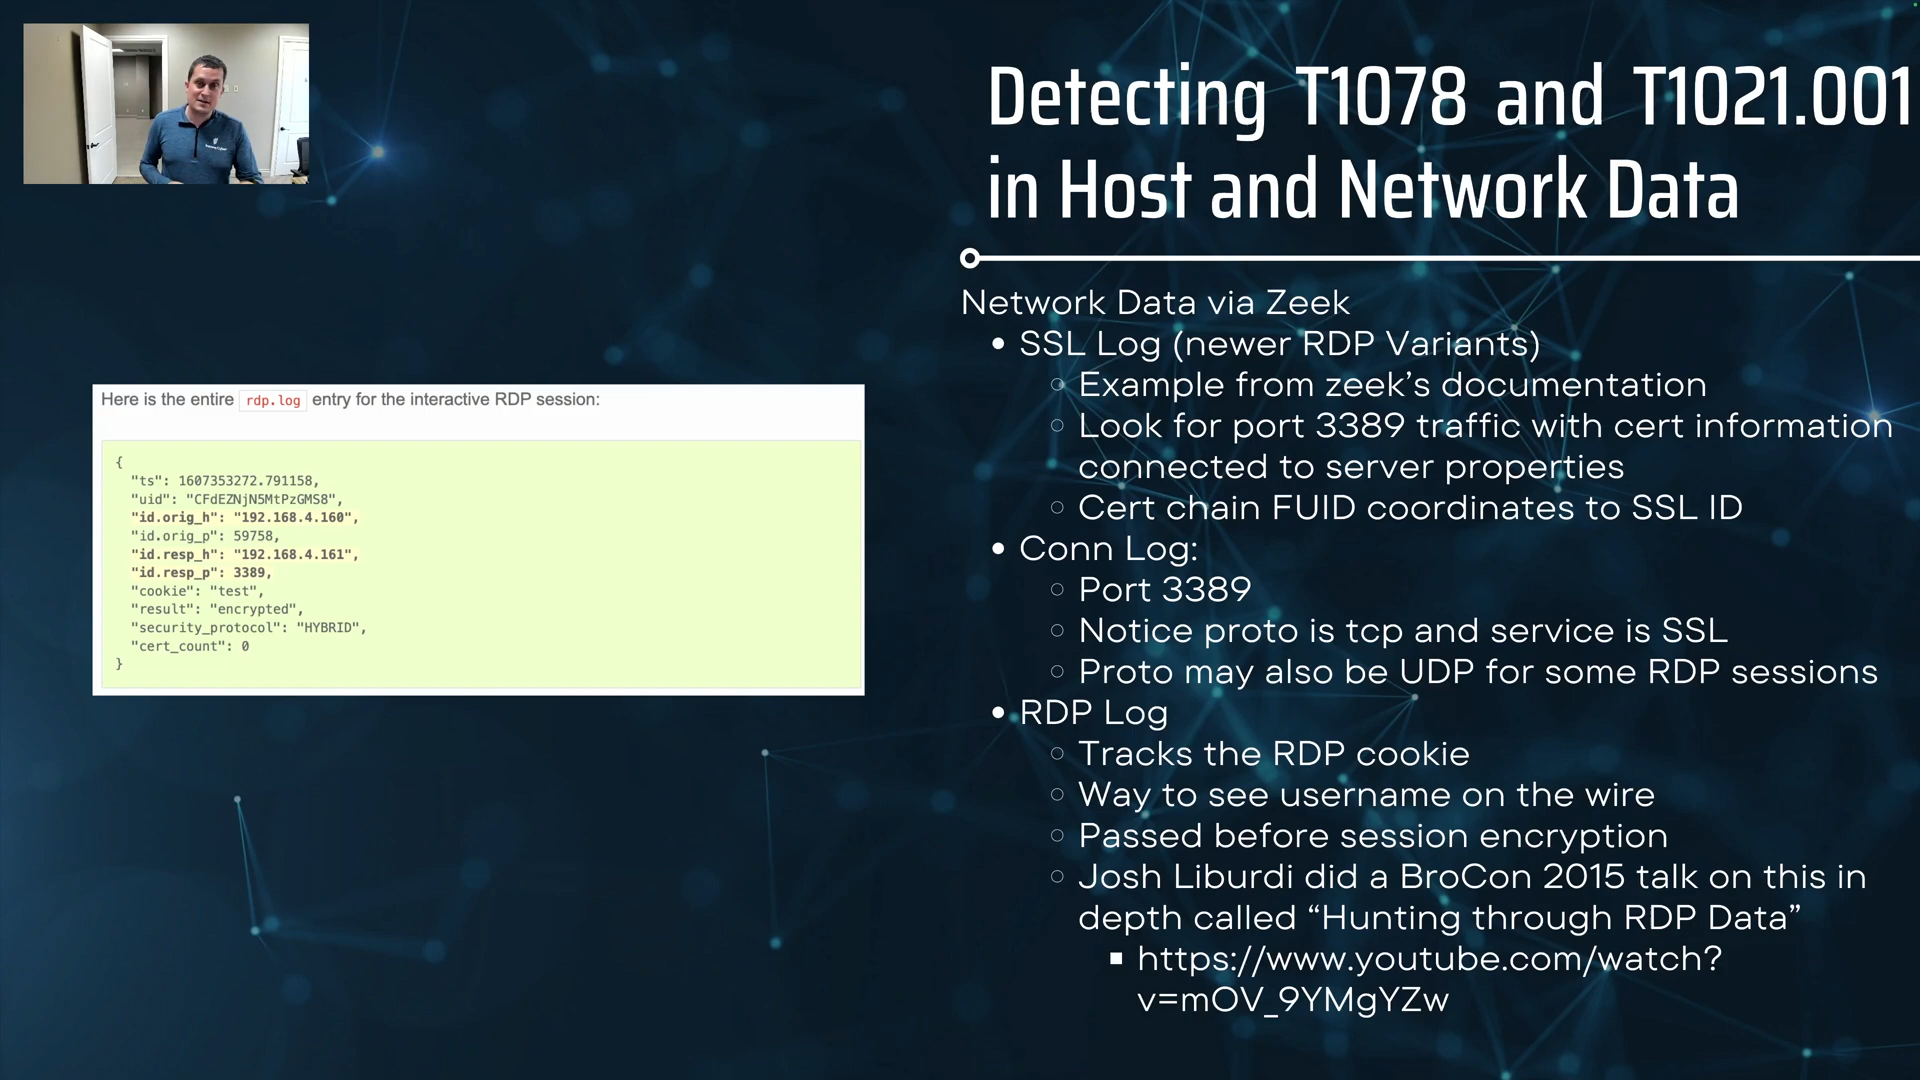 Detecting T1078 and T1021.001
in Host and Network Data
Network Data via Zeek
• SSL Log (newer RDP Variants)
○ Example from zeek’s documentation
○ Look for port 3389 traffic with cert information
connected to server properties
○ Cert chain FUID coordinates to SSL ID
• Conn Log:
○ Port 3389
○ Notice proto is tcp and service is SSL
○ Proto may also be UDP for some RDP sessions
• RDP Log
○ Tracks the RDP cookie
○ Way to see username on the wire
○ Passed before session encryption
○ Josh Liburdi did a BroCon 2015 talk on this in
depth called “Hunting through RDP Data”
▪ https://www.youtube.com/watch?
v=mOV_9YMgYZw
Here is the entire rdp.log entry for the interactive RDP session:
{
"ts": 1607353272.791158,
"uid": "CFdEZNjN5MtPzGMS8",
"id.orig_h": "192.168.4.160",
"id.orig_p": 59758,
"id.resp_h": "192.168.4.161",
"id.resp_p": 3389,
"cookie": "test",
"result": "encrypted",
"security_protocol": "HYBRID",
"cert_count": 0
}